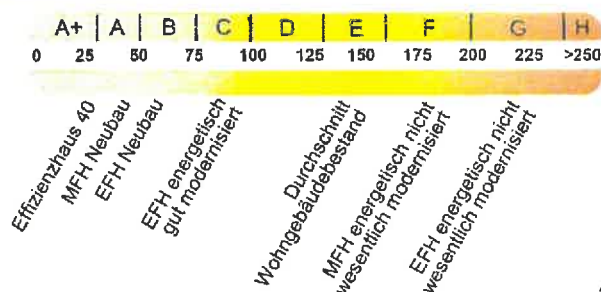 A+ A B C D E F G H
0 25 50 75 100 125 150 175 200 225 >250
Effizienzhaus 40
MFH Neubau
EFH Neubau
EFH energetisch
gut modernisiert
Durchschnitt
Wohngebäudebestand
MFH energetisch nicht
wesentlich modernisiert
EFH energetisch nicht
wesentlich modernisiert